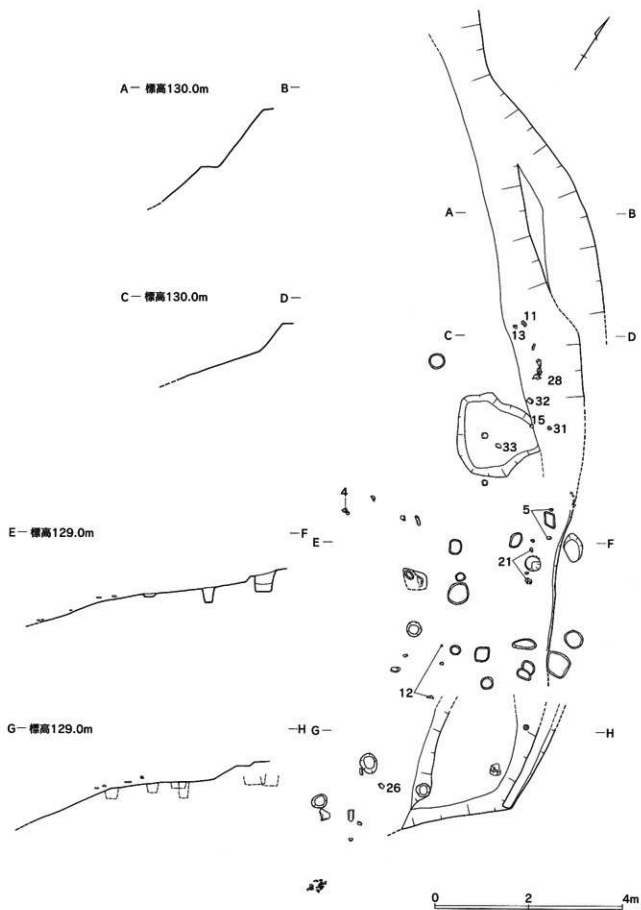 A— 標高130.0m B—
A— —B
C— 標高130.0m D—
C— —D
11
13
28
32
15
31
33
4
5
E— 標高129.0m —F
E— —F
21
12
G— 標高129.0m —H
G— —H
26
0 2 4m